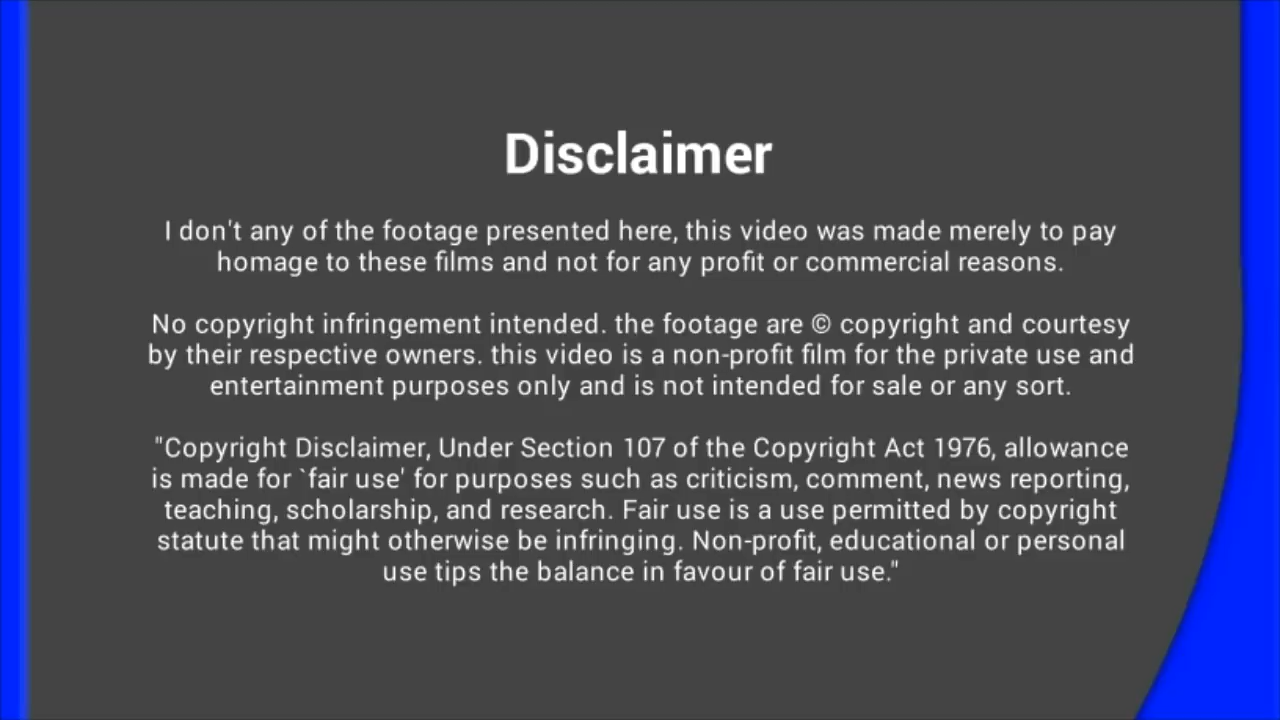 Disclaimer
I don't any of the footage presented here, this video was made merely to pay
homage to these films and not for any profit or commercial reasons.
No copyright infringement intended. the footage are © copyright and courtesy
by their respective owners. this video is a non-profit film for the private use and
entertainment purposes only and is not intended for sale or any sort.
"Copyright Disclaimer, Under Section 107 of the Copyright Act 1976, allowance
is made for `fair use' for purposes such as criticism, comment, news reporting,
teaching, scholarship, and research. Fair use is a use permitted by copyright
statute that might otherwise be infringing. Non-profit, educational or personal
use tips the balance in favour of fair use."